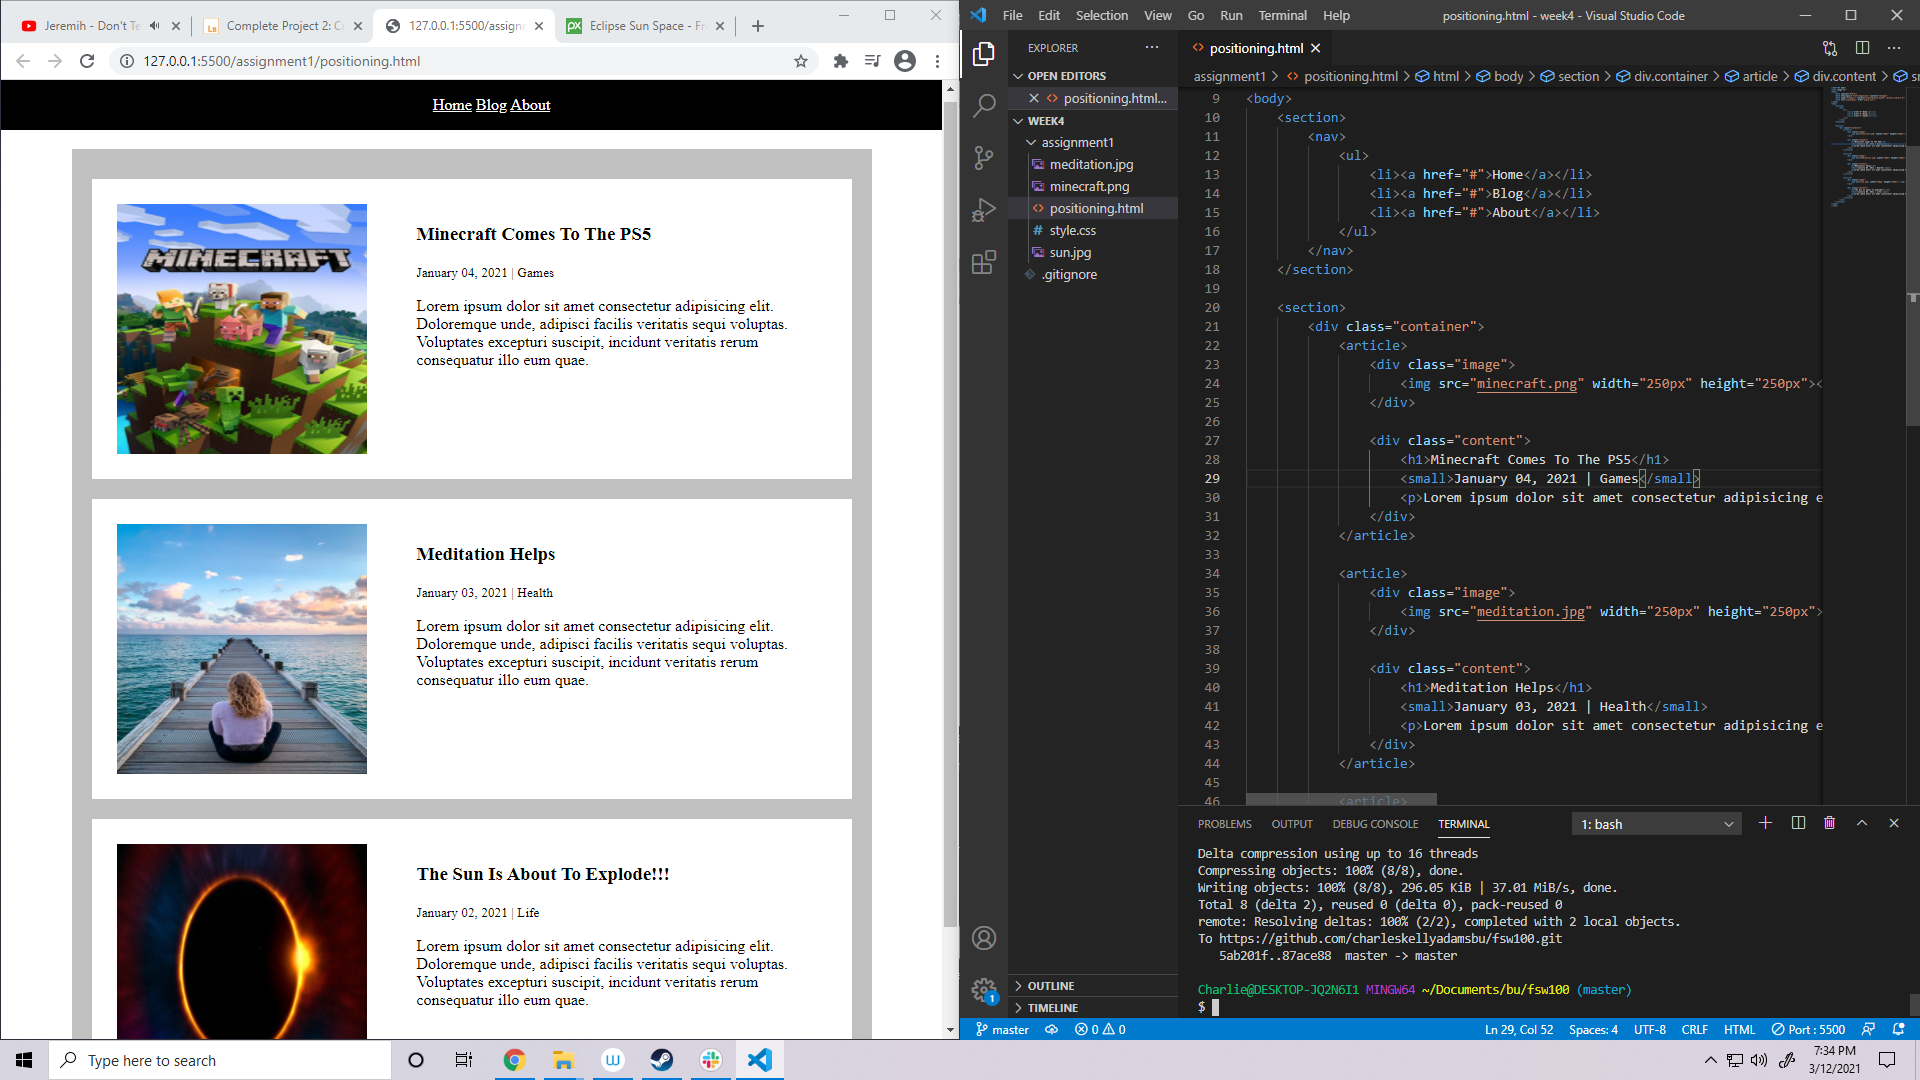 Jeremih - Don't Te
Complete Project 2: C
127.0.0.1:5500/assignm
Eclipse Sun Space - Fr
127.0.0.1:5500/assignment1/positioning.html
Home Blog About
MINECRAFT
Minecraft Comes To The PS5
January 04, 2021 | Games
Lorem ipsum dolor sit amet consectetur adipisicing elit.
Doloremque unde, adipisci facilis veritatis sequi voluptas.
Voluptates excepturi suscipit, incidunt veritatis rerum
consequatur illo eum quae.
Meditation Helps
January 03, 2021 | Health
Lorem ipsum dolor sit amet consectetur adipisicing elit.
Doloremque unde, adipisci facilis veritatis sequi voluptas.
Voluptates excepturi suscipit, incidunt veritatis rerum
consequatur illo eum quae.
The Sun Is About To Explode!!!
January 02, 2021 | Life
Lorem ipsum dolor sit amet consectetur adipisicing elit.
Doloremque unde, adipisci facilis veritatis sequi voluptas.
Voluptates excepturi suscipit, incidunt veritatis rerum
consequatur illo eum quae.
File Edit Selection View Go Run Terminal Help
positioning.html - week4 - Visual Studio Code
EXPLORER
OPEN EDITORS
positioning.html...
WEEK4
assignment1
meditation.jpg
minecraft.png
positioning.html
style.css
sun.jpg
.gitignore
OUTLINE
TIMELINE
positioning.html
assignment1 > positioning.html > html > body > section > div.container > article > div.content > sr
9 <body>
10 <section>
11 <nav>
12 <ul>
13 <li><a href="#">Home</a></li>
14 <li><a href="#">Blog</a></li>
15 <li><a href="#">About</a></li>
16 </ul>
17 </nav>
18 </section>
19
20 <section>
21 <div class="container">
22 <article>
23 <div class="image">
24 <img src="minecraft.png" width="250px" height="250px"><
25 </div>
26
27 <div class="content">
28 <h1>Minecraft Comes To The PS5</h1>
29 <small>January 04, 2021 | Games</small>
30 <p>Lorem ipsum dolor sit amet consectetur adipisicing e
31 </div>
32 </article>
33
34 <article>
35 <div class="image">
36 <img src="meditation.jpg" width="250px" height="250px">
37 </div>
38
39 <div class="content">
40 <h1>Meditation Helps</h1>
41 <small>January 03, 2021 | Health</small>
42 <p>Lorem ipsum dolor sit amet consectetur adipisicing e
43 </div>
44 </article>
45
46 <article>
PROBLEMS OUTPUT DEBUG CONSOLE TERMINAL
1: bash
Delta compression using up to 16 threads
Compressing objects: 100% (8/8), done.
Writing objects: 100% (8/8), 296.05 KiB | 37.01 MiB/s, done.
Total 8 (delta 2), reused 0 (delta 0), pack-reused 0
remote: Resolving deltas: 100% (2/2), completed with 2 local objects.
To https://github.com/charleskellyadamsbu/fsw100.git
5ab201f..87ace88 master -> master
Charlie@DESKTOP-JQ2N6I1 MINGW64 ~/Documents/bu/fsw100 (master)
$
1
master 0 0
Ln 29, Col 52 Spaces: 4 UTF-8 CRLF HTML Port : 5500
Type here to search
7:34 PM
3/12/2021